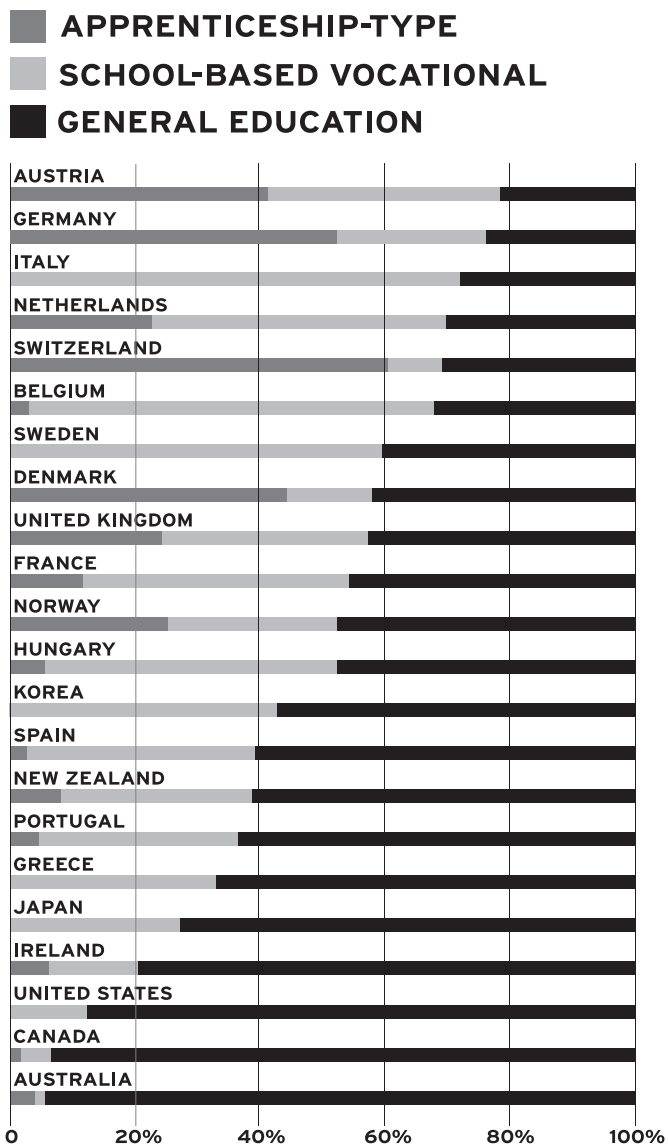 APPRENTICESHIP-TYPE
SCHOOL-BASED VOCATIONAL
GENERAL EDUCATION
AUSTRIA
GERMANY
ITALY
NETHERLANDS
SWITZERLAND
BELGIUM
SWEDEN
DENMARK
UNITED KINGDOM
FRANCE
NORWAY
HUNGARY
KOREA
SPAIN
NEW ZEALAND
PORTUGAL
GREECE
JAPAN
IRELAND
UNITED STATES
CANADA
AUSTRALIA
0 20% 40% 60% 80% 100%